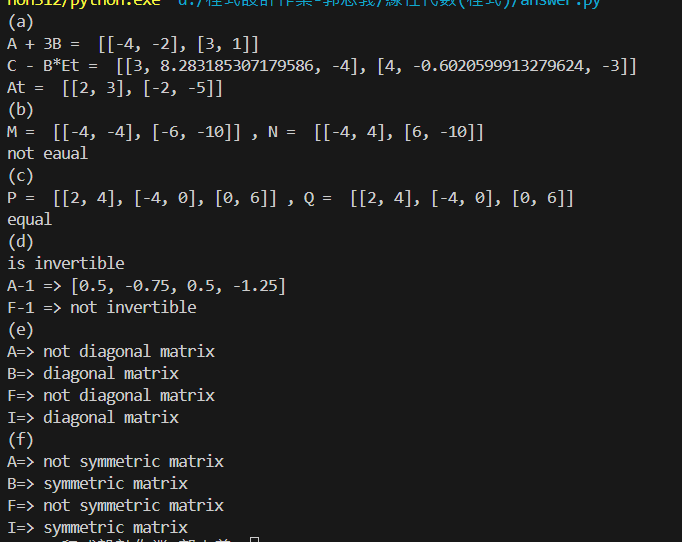 hon312/python.exe d:/程式設計作業-郭忠義/線性代數(程式)/answer.py
(a)
A + 3B =  [[-4, -2], [3, 1]]
C - B*Et =  [[3, 8.283185307179586, -4], [4, -0.6020599913279624, -3]]
At =  [[2, 3], [-2, -5]]
(b)
M =  [[-4, -4], [-6, -10]] , N =  [[-4, 4], [6, -10]]
not eaual
(c)
P =  [[2, 4], [-4, 0], [0, 6]] , Q =  [[2, 4], [-4, 0], [0, 6]]
equal
(d)
is invertible
A-1 => [0.5, -0.75, 0.5, -1.25]
F-1 => not invertible
(e)
A=> not diagonal matrix
B=> diagonal matrix
F=> not diagonal matrix
I=> diagonal matrix
(f)
A=> not symmetric matrix
B=> symmetric matrix
F=> not symmetric matrix
I=> symmetric matrix